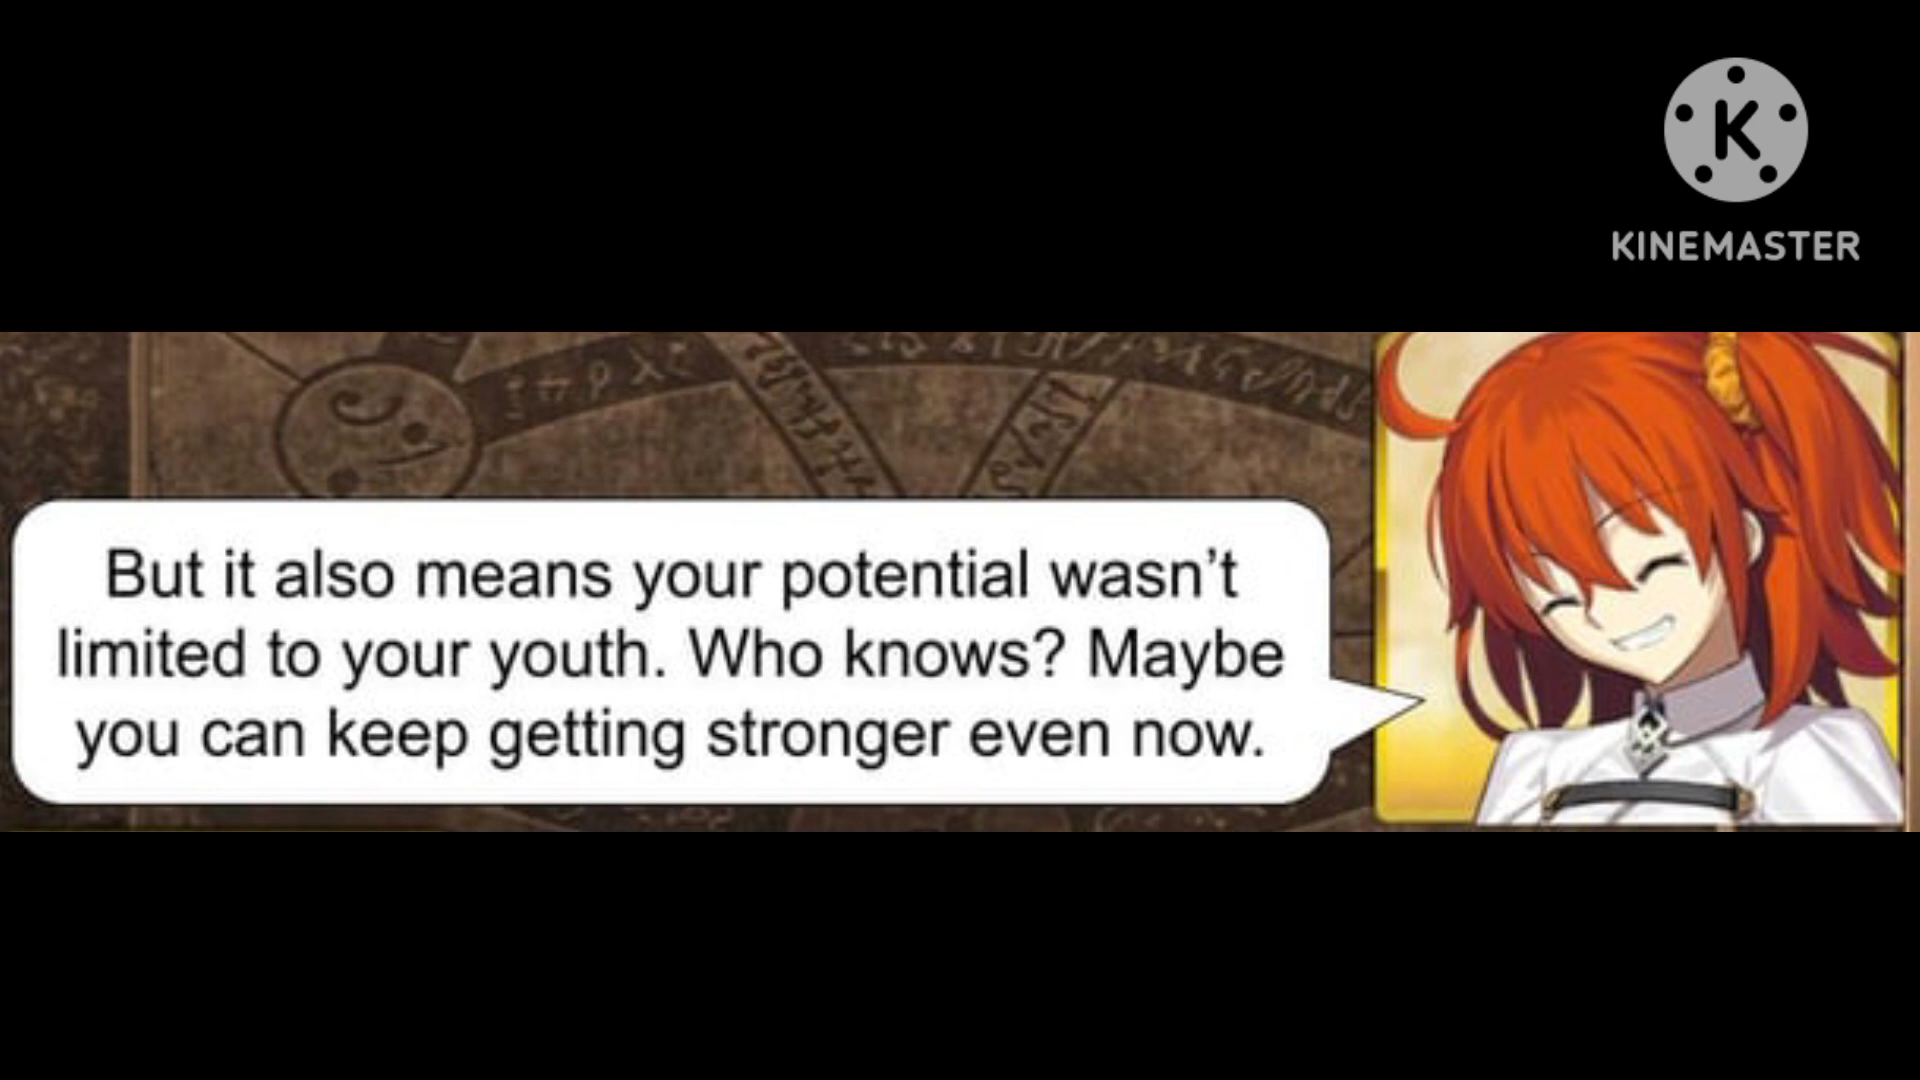 K
KINEMASTER
But it also means your potential wasn’t
limited to your youth. Who knows? Maybe
you can keep getting stronger even now.